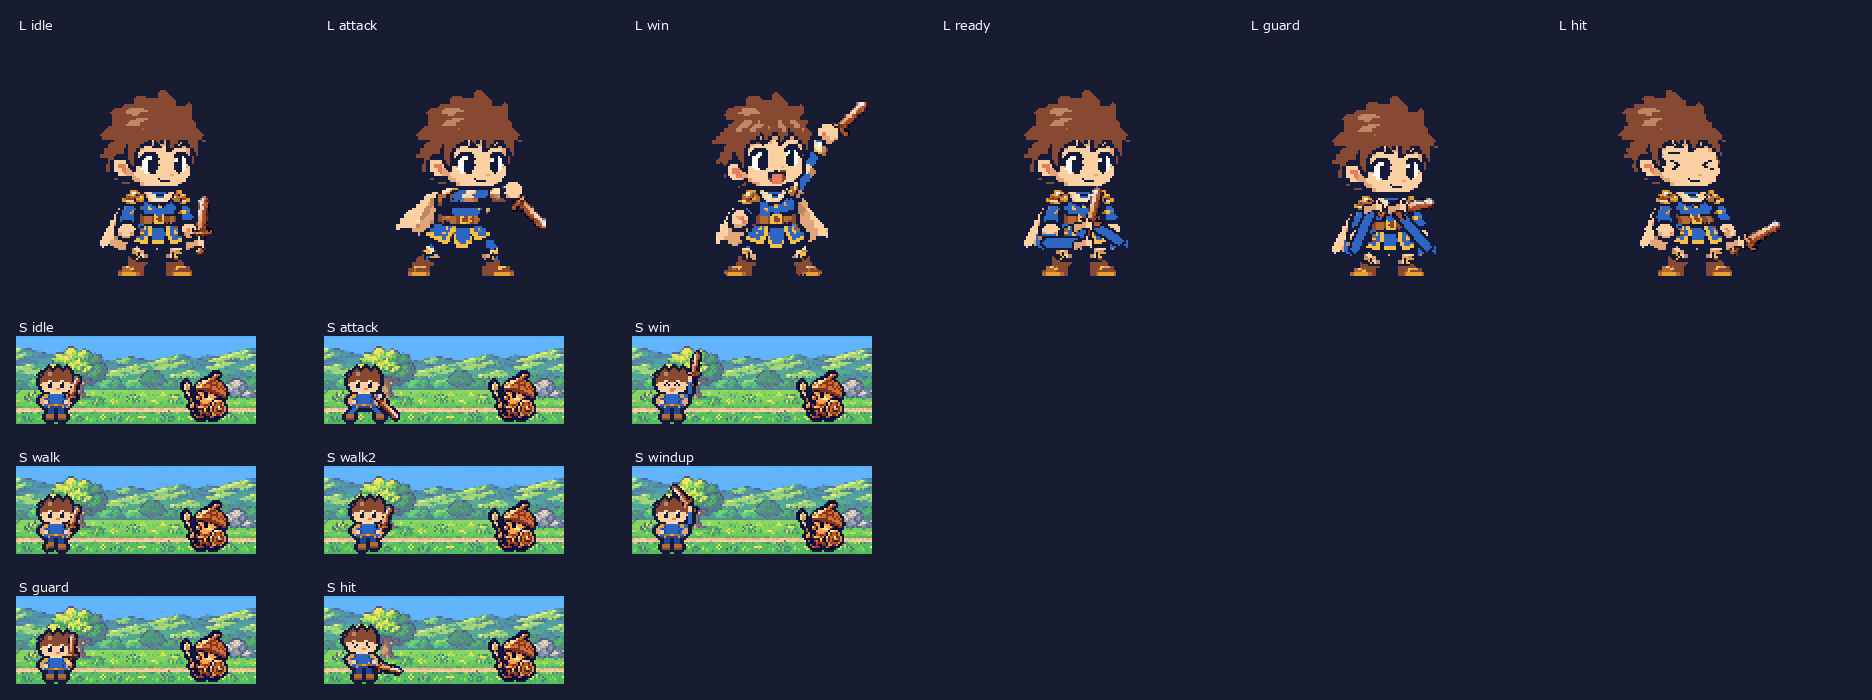 L idle
L attack
L win
L ready
L guard
L hit
S idle
S attack
S win
S walk
S walk2
S windup
S guard
S hit